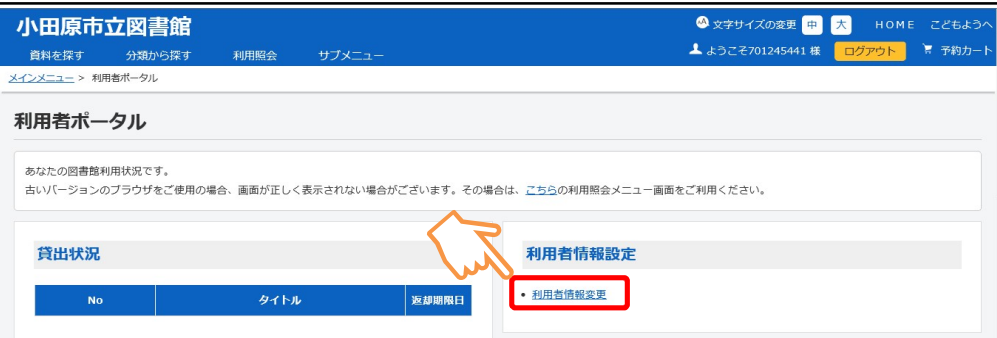 小田原市立図書館
文字サイズの変更 中 大 HOME こどもようへ
資料を探す 分類から探す 利用照会 サブメニュー
ようこそ701245441 様 ログアウト 予約カート
メインメニュー > 利用者ポータル
利用者ポータル
あなたの図書館利用状況です。
古いバージョンのブラウザをご使用の場合、画面が正しく表示されない場合がございます。その場合は、こちらの利用照会メニュー画面をご利用ください。
貸出状況
No タイトル 返却期限日
利用者情報設定
• 利用者情報変更